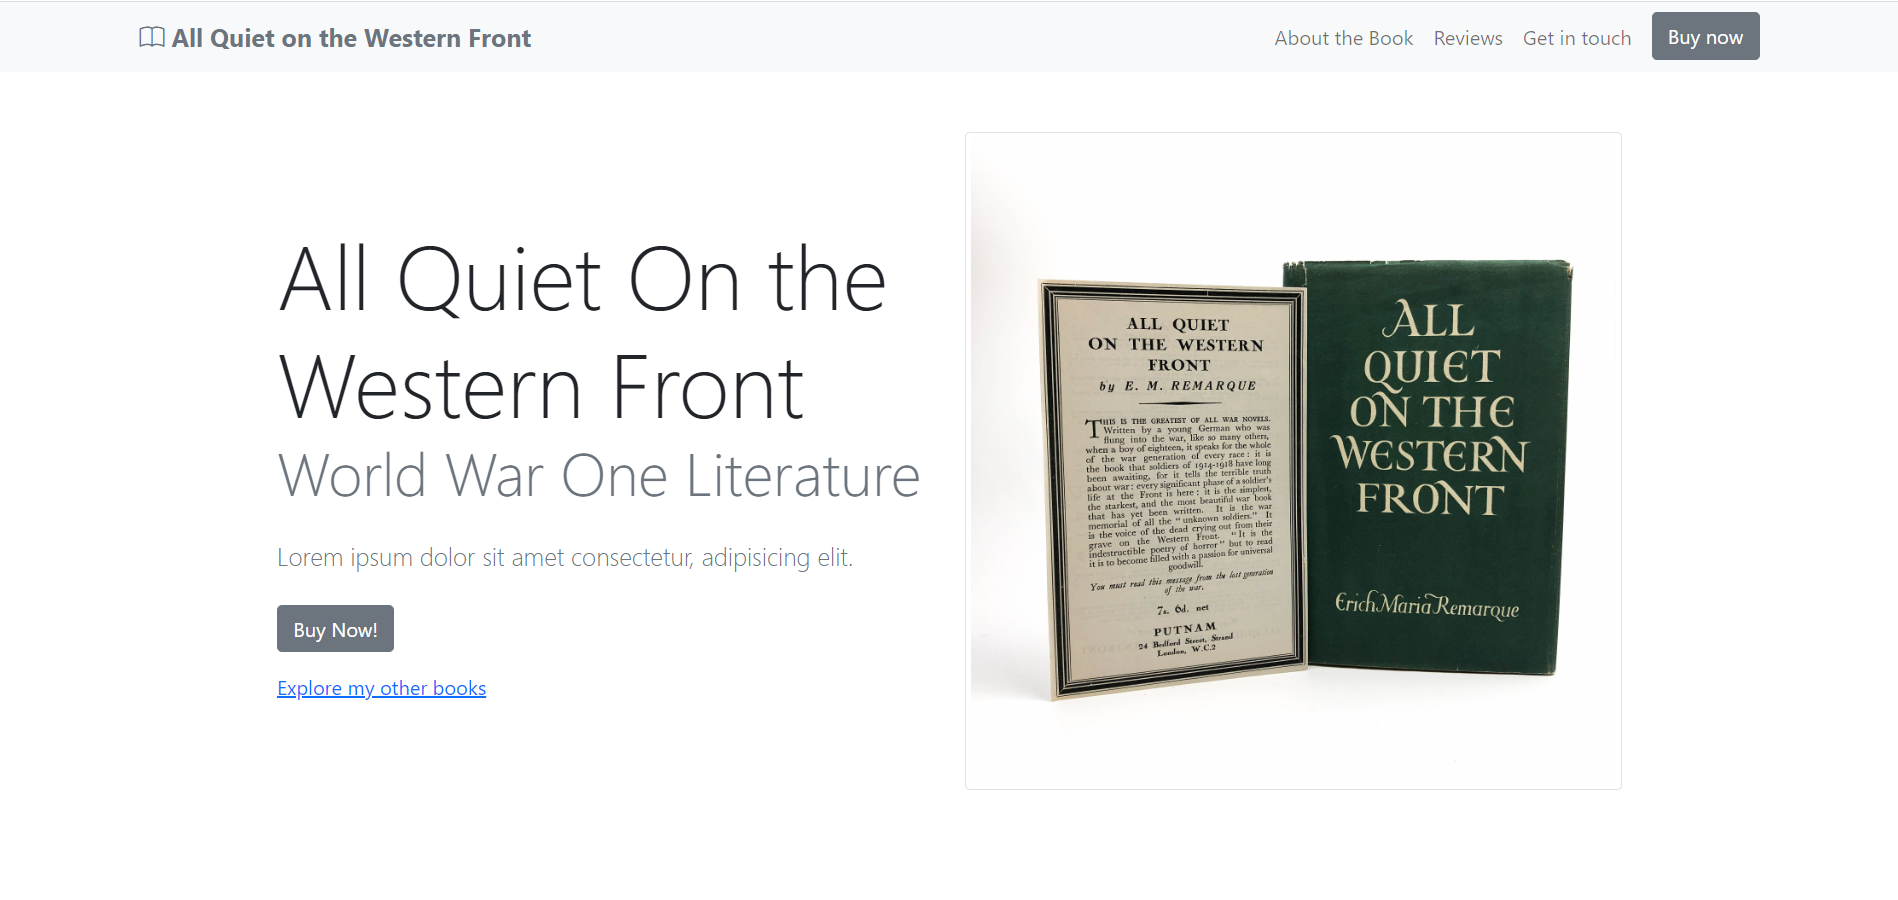 All Quiet on the Western Front
About the Book
Reviews
Get in touch
Buy now
All Quiet On the
Western Front
World War One Literature
Lorem ipsum dolor sit amet consectetur, adipisicing elit.
Buy Now!
Explore my other books
ALL QUIET
ON THE WESTERN
FRONT
by E. M. REMARQUE
THIS IS THE GREATEST OF ALL WAR NOVELS.
Written by a young German who was
flung into the war, like so many others,
when a boy of eighteen, it speaks for the whole
of the war generation of every race : it is
the book that soldiers of 1914-1918 have long
been awaiting, for it tells the terrible truth
about war : every significant phase of a soldier's
life at the Front is here : it is the simplest,
the starkest, and the most beautiful war book
that has yet been written. It is the war
memorial of all the "unknown soldiers." It
is the voice of the dead crying out from their
grave on the Western Front. "It is the
indestructible poetry of horror" but to read
it is to become filled with a passion for universal
goodwill.
You must read this message from the lost generation
of the war.
7s. 6d. net
PUTNAM
24 Bedford Street, Strand
London, W.C.2
ALL
QUIET
ON THE
WESTERN
FRONT
Erich Maria Remarque